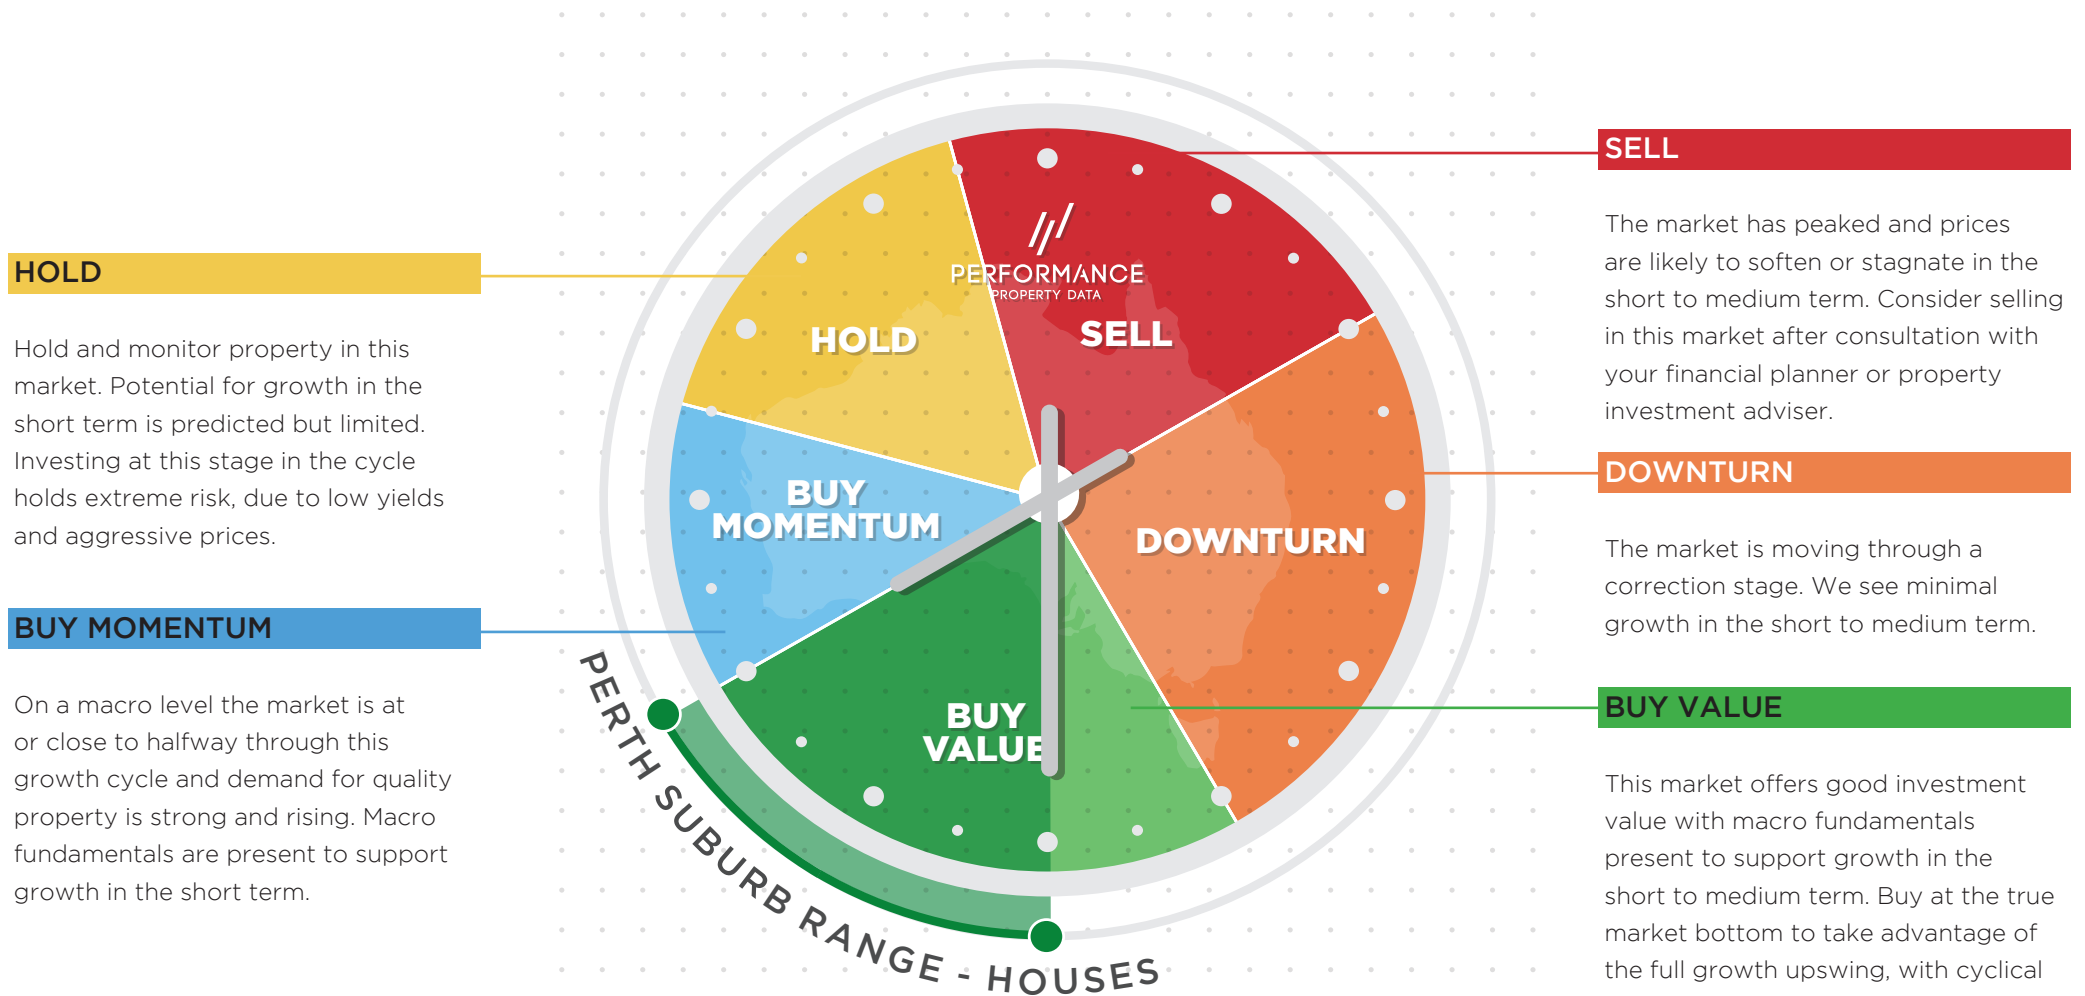 HOLD
Hold and monitor property in this
market. Potential for growth in the
short term is predicted but limited.
Investing at this stage in the cycle
holds extreme risk, due to low yields
and aggressive prices.
BUY MOMENTUM
On a macro level the market is at
or close to halfway through this
growth cycle and demand for quality
property is strong and rising. Macro
fundamentals are present to support
growth in the short term.
PERFORMANCE
PROPERTY DATA
HOLD
SELL
BUY
MOMENTUM
DOWNTURN
BUY
VALUE
PERTH SUBURB RANGE - HOUSES
SELL
The market has peaked and prices
are likely to soften or stagnate in the
short to medium term. Consider selling
in this market after consultation with
your financial planner or property
investment adviser.
DOWNTURN
The market is moving through a
correction stage. We see minimal
growth in the short to medium term.
BUY VALUE
This market offers good investment
value with macro fundamentals
present to support growth in the
short to medium term. Buy at the true
market bottom to take advantage of
the full growth upswing, with cyclical